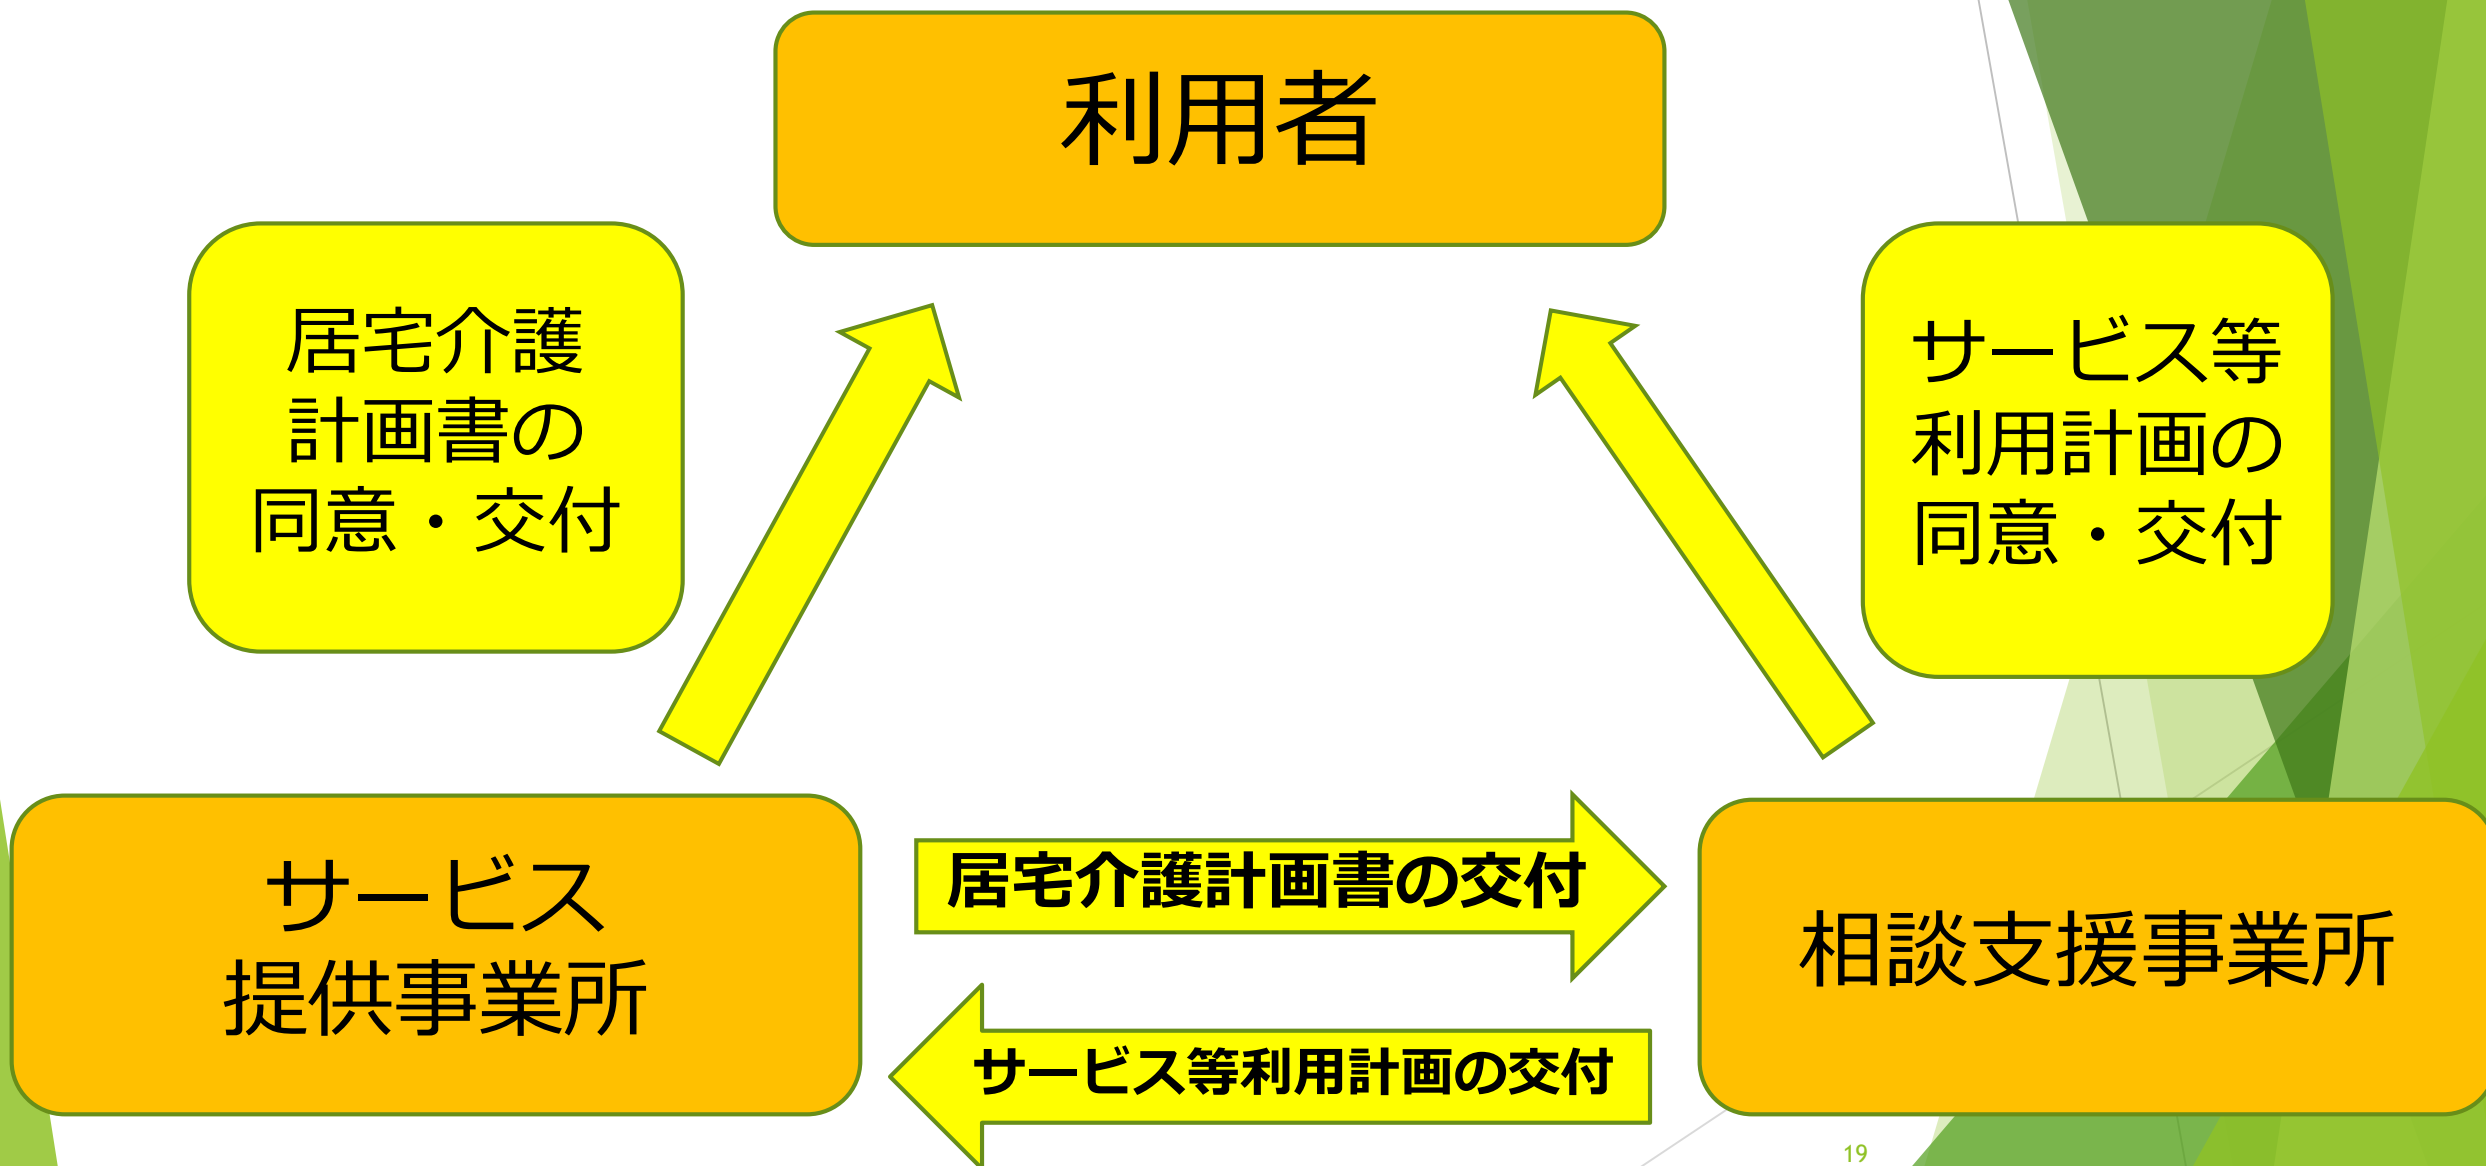 利用者
居宅介護
計画書の
同意・交付
サービス等
利用計画の
同意・交付
サービス
提供事業所
居宅介護計画書の交付
相談支援事業所
サービス等利用計画の交付
19